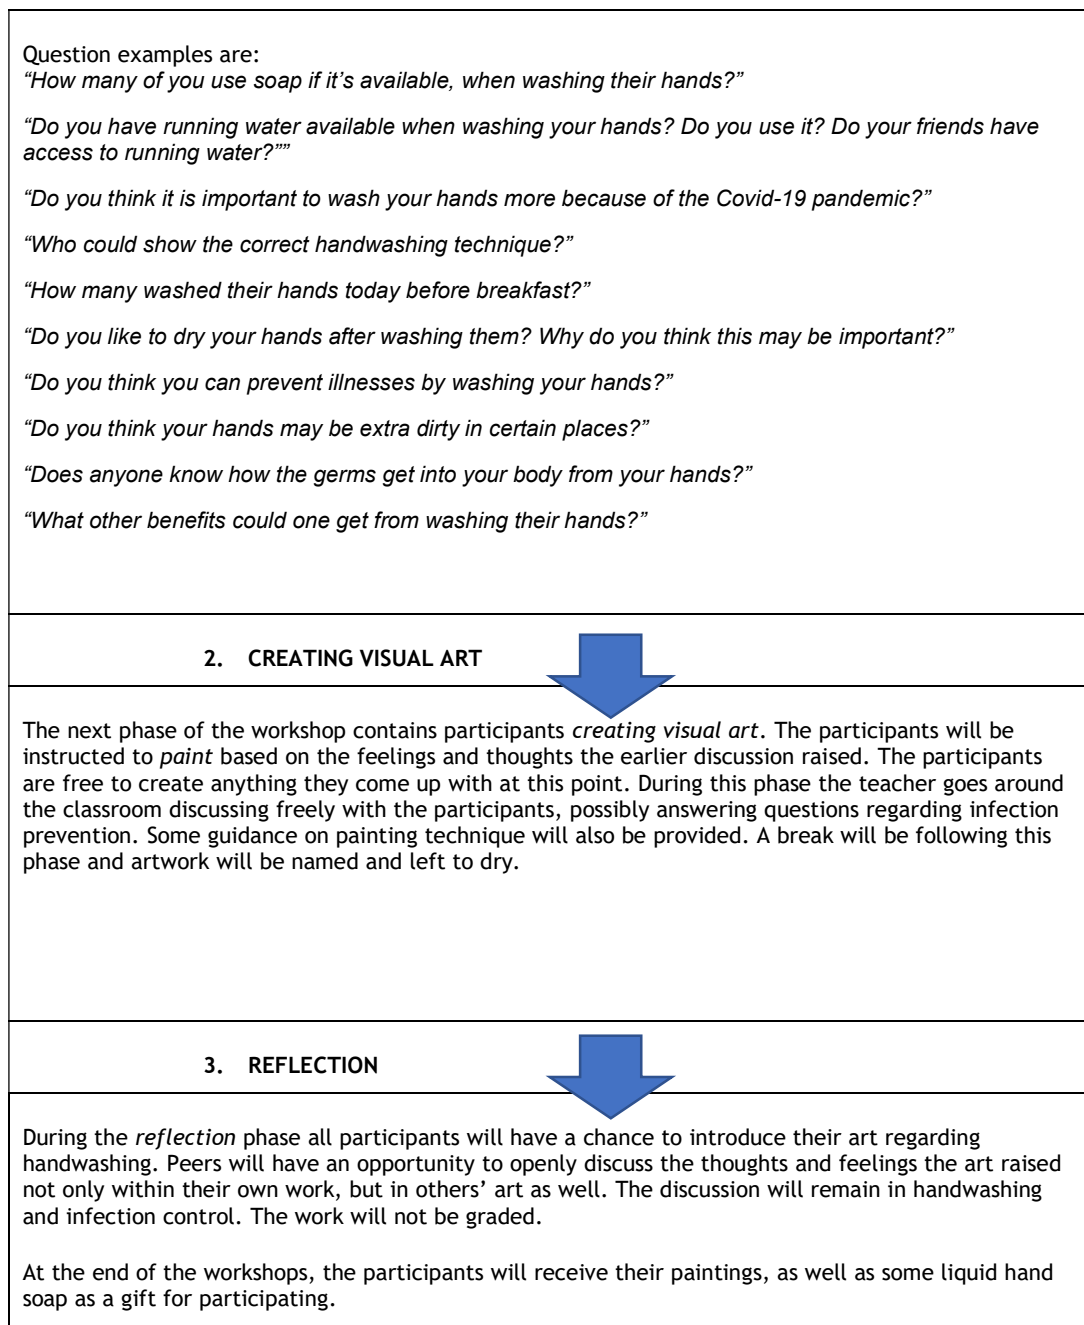 Question examples are:
“How many of you use soap if it’s available, when washing their hands?”
“Do you have running water available when washing your hands? Do you use it? Do your friends have
access to running water?””
“Do you think it is important to wash your hands more because of the Covid-19 pandemic?”
“Who could show the correct handwashing technique?”
“How many washed their hands today before breakfast?”
“Do you like to dry your hands after washing them? Why do you think this may be important?”
“Do you think you can prevent illnesses by washing your hands?”
“Do you think your hands may be extra dirty in certain places?”
“Does anyone know how the germs get into your body from your hands?”
“What other benefits could one get from washing their hands?”
2. CREATING VISUAL ART
The next phase of the workshop contains participants creating visual art. The participants will be
instructed to paint based on the feelings and thoughts the earlier discussion raised. The participants
are free to create anything they come up with at this point. During this phase the teacher goes around
the classroom discussing freely with the participants, possibly answering questions regarding infection
prevention. Some guidance on painting technique will also be provided. A break will be following this
phase and artwork will be named and left to dry.
3. REFLECTION
During the reflection phase all participants will have a chance to introduce their art regarding
handwashing. Peers will have an opportunity to openly discuss the thoughts and feelings the art raised
not only within their own work, but in others’ art as well. The discussion will remain in handwashing
and infection control. The work will not be graded.
At the end of the workshops, the participants will receive their paintings, as well as some liquid hand
soap as a gift for participating.